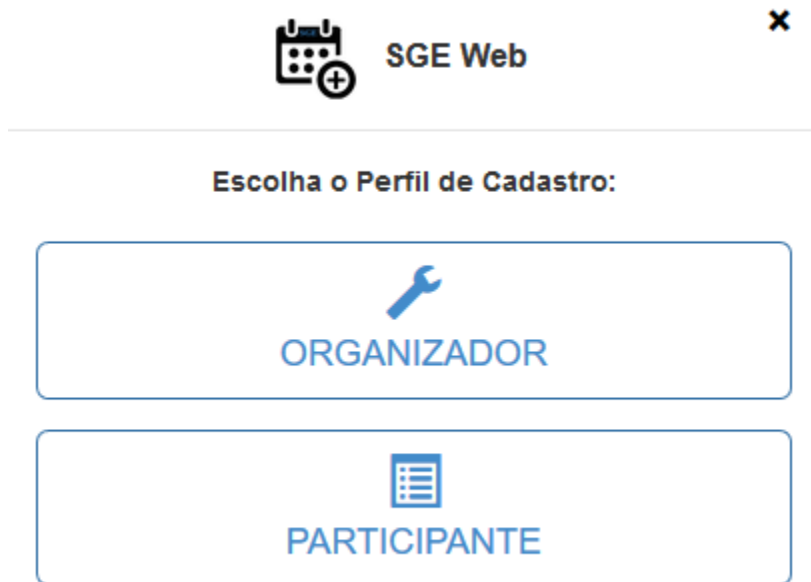 SGE Web
Escolha o Perfil de Cadastro:
ORGANIZADOR
PARTICIPANTE